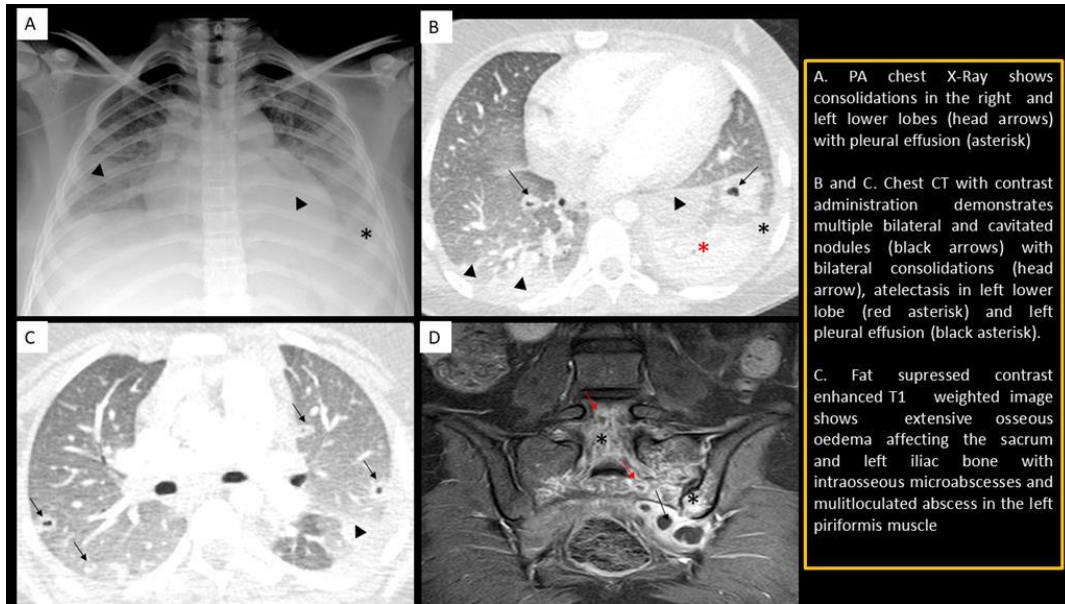 A
B
A. PA chest X-Ray shows
consolidations in the right and
left lower lobes (head arrows)
with pleural effusion (asterisk)
B and C. Chest CT with contrast
administration demonstrates
multiple bilateral and cavitated
nodules (black arrows) with
bilateral consolidations (head
arrow), atelectasis in left lower
lobe (red asterisk) and left
pleural effusion (black asterisk).
C. Fat supressed contrast
enhanced T1 weighted image
shows extensive osseous
oedema affecting the sacrum
and left iliac bone with
intraosseous microabscesses and
mulitloculated abscess in the left
piriformis muscle
C
D